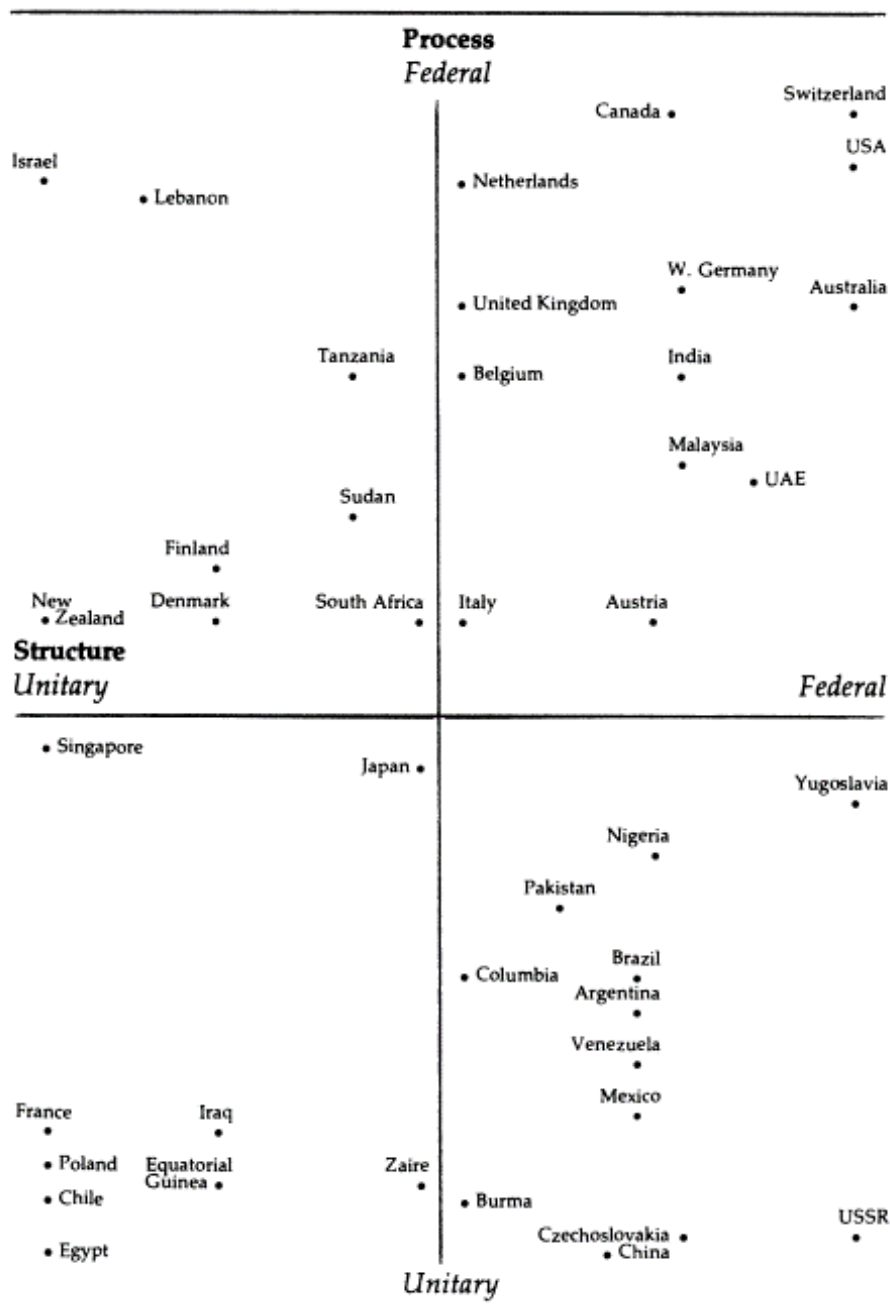 Process
Federal
Switzerland
Canada
USA
Israel
Netherlands
Lebanon
W. Germany
Australia
United Kingdom
Tanzania
India
Belgium
Malaysia
UAE
Sudan
Finland
New
Zealand
Denmark
South Africa
Italy
Austria
Structure
Unitary
Federal
Singapore
Japan
Yugoslavia
Nigeria
Pakistan
Columbia
Brazil
Argentina
Venezuela
Mexico
France
Iraq
Poland
Equatorial
Guinea
Zaire
Chile
Burma
USSR
Czechoslovakia
China
Egypt
Unitary